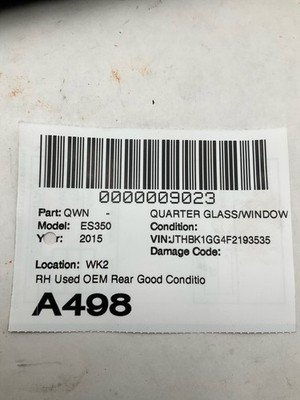 0000009023
Part: QWN - QUARTER GLASS/WINDOW
Model: ES350 Condition:
Year: 2015 VIN:JTHBK1GG4F2193535
Damage Code:
Location: WK2
RH Used OEM Rear Good Conditio
A498